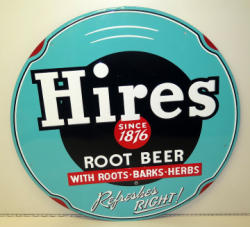 Hires
SINCE
1876
ROOT BEER
WITH ROOTS-BARKS-HERBS
Refreshes
RIGHT!